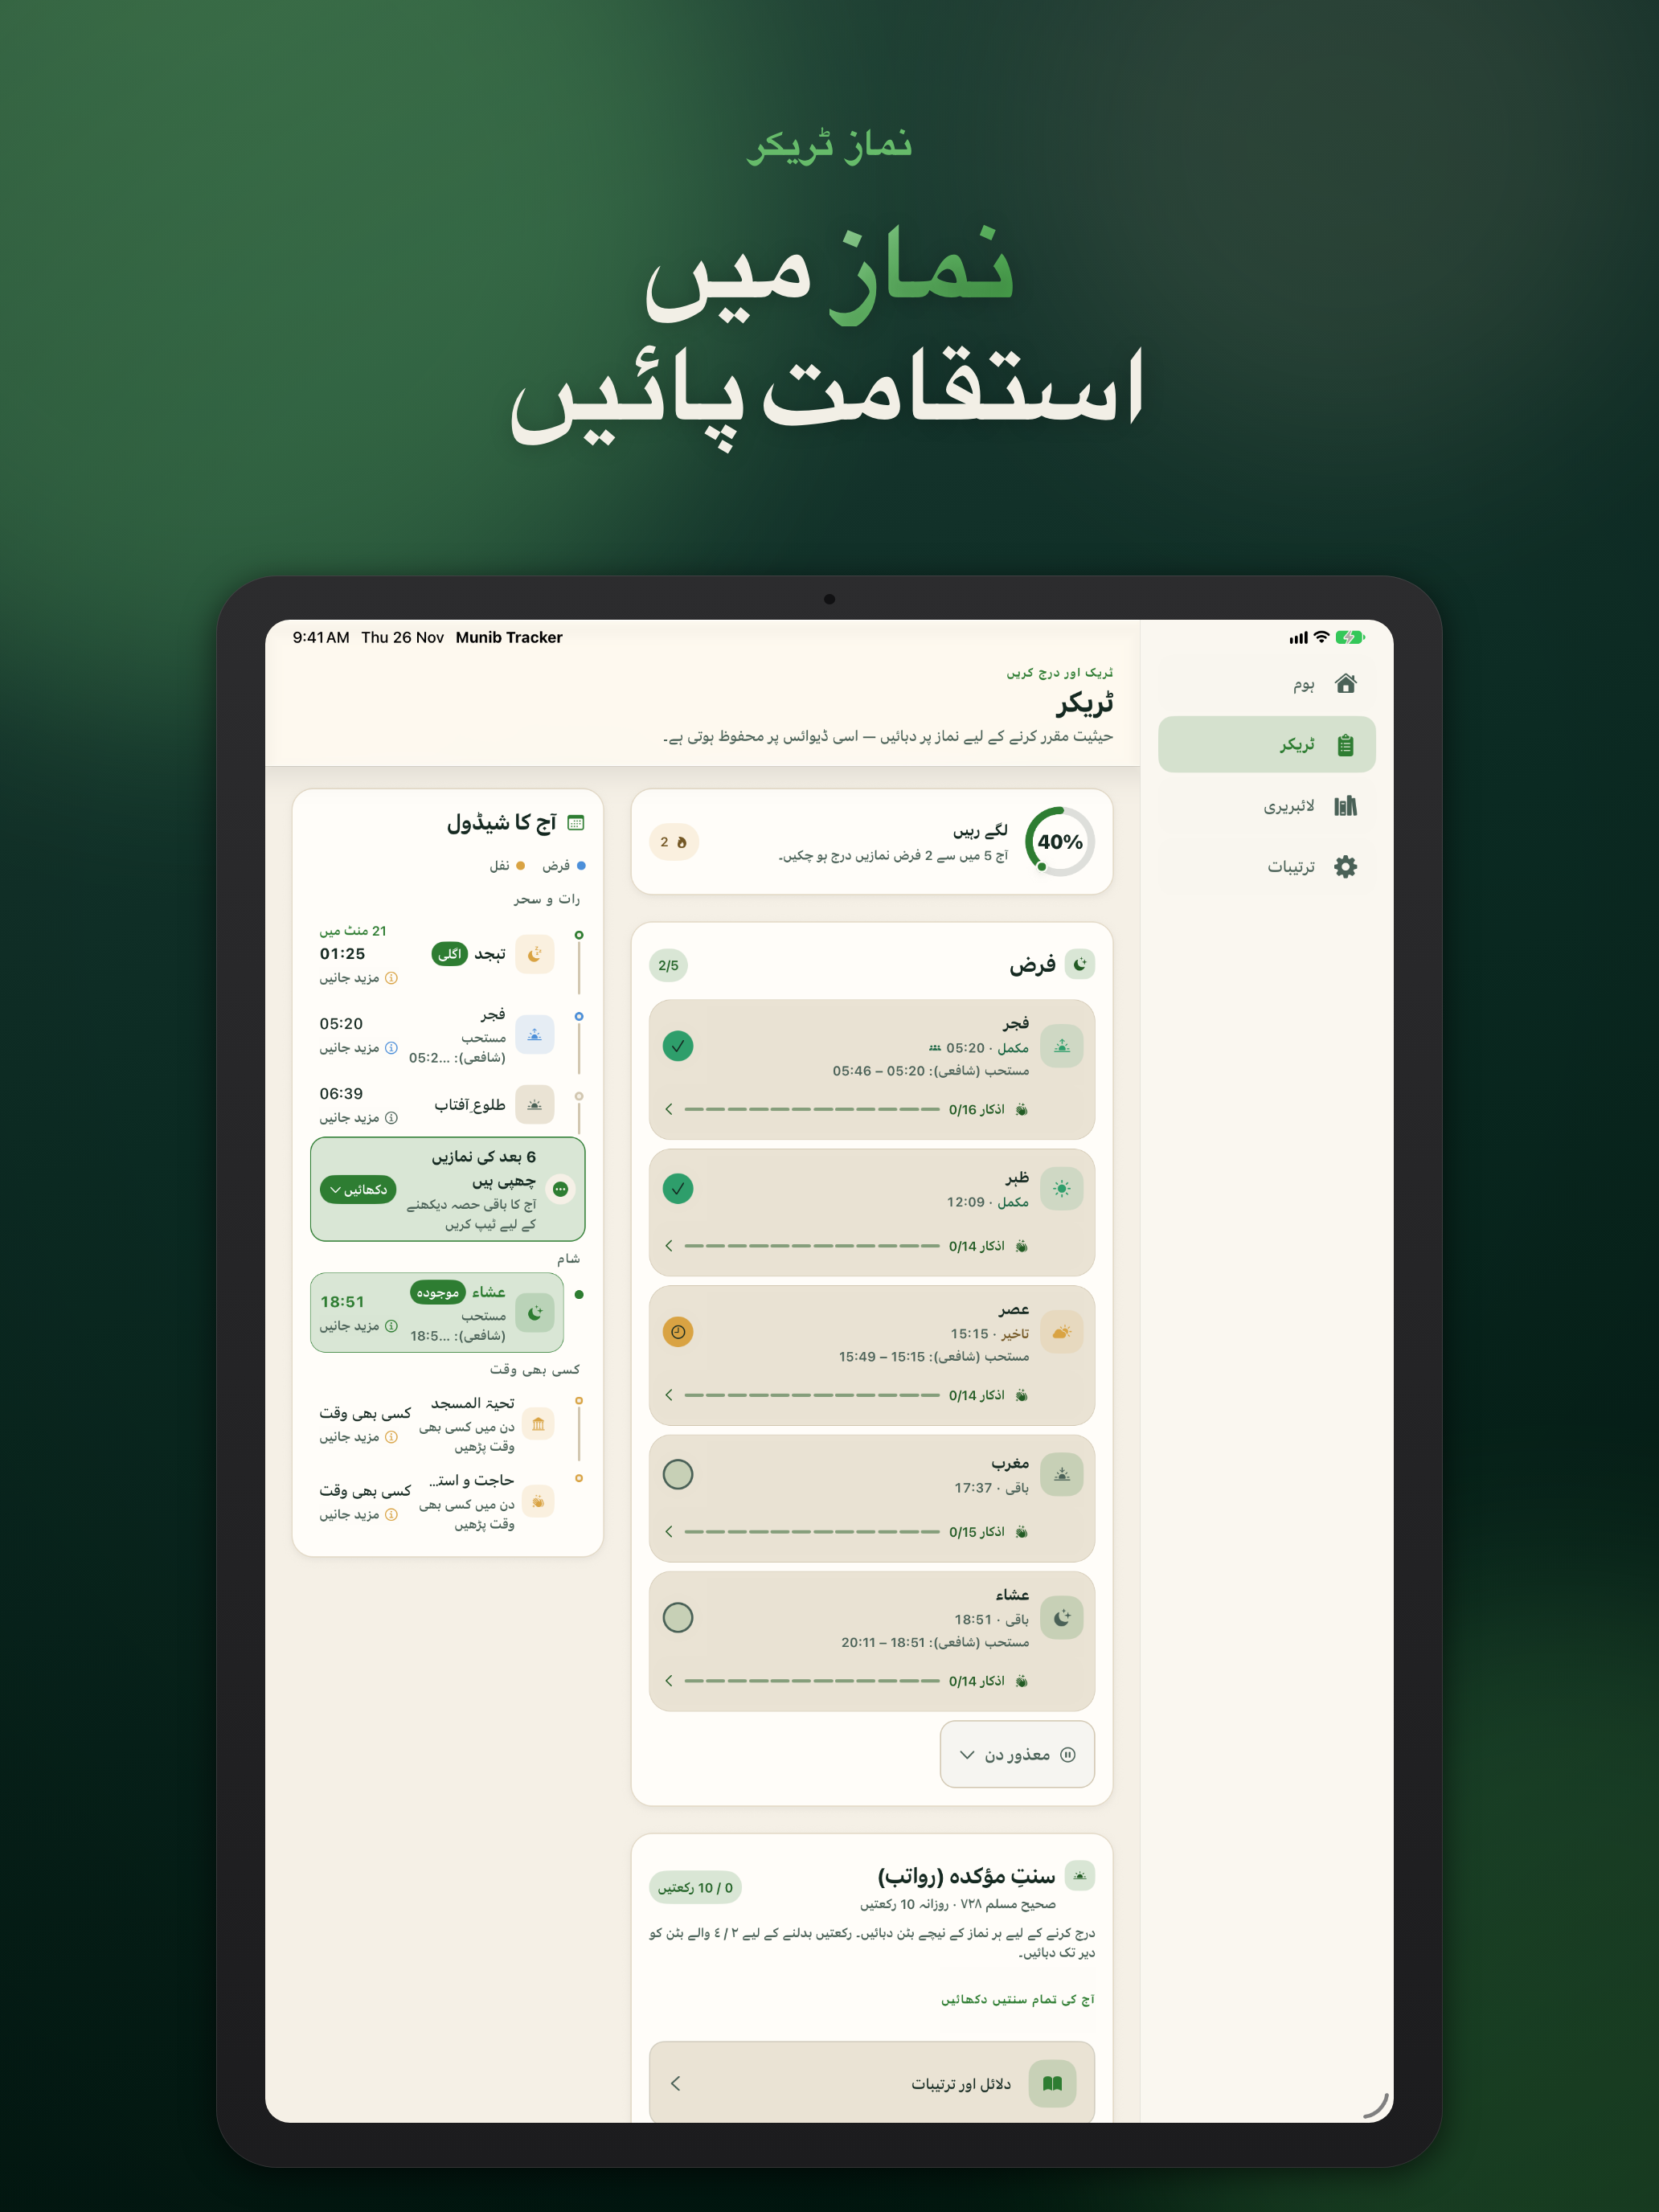 نماز ٹریکر
نماز میں
استقامت پائیں
9:41 AM Thu 26 Nov Munib Tracker
ہوم
ٹریکر
لائبریری
ترتیبات
ٹریک اور درج کریں
ٹریکر
حیثیت مقرر کرنے کے لیے نماز پر دبائیں — اسی ڈیوائس پر محفوظ ہوتی ہے۔
40%
لگے رہیں
آج 5 میں سے 2 فرض نمازیں درج ہو چکیں۔
2
فرض
2/5
فجر
مکمل · 05:20
مستحب (شافعی): 05:20 – 05:46
اذکار 0/16
ظہر
مکمل · 12:09
اذکار 0/14
عصر
تاخیر · 15:15
مستحب (شافعی): 15:15 – 15:49
اذکار 0/14
مغرب
باقی · 17:37
اذکار 0/15
عشاء
باقی · 18:51
مستحب (شافعی): 18:51 – 20:11
اذکار 0/14
معذور دن
سنتِ مؤکدہ (رواتب)
0 / 10 رکعتیں
صحیح مسلم ٧٢٨ · روزانہ 10 رکعتیں
درج کرنے کے لیے ہر نماز کے نیچے بٹن دبائیں۔ رکعتیں بدلنے کے لیے ٢ / ٤ والے بٹن کو
دیر تک دبائیں۔
آج کی تمام سنتیں دکھائیں
دلائل اور ترتیبات
آج کا شیڈول
فرض
نفل
رات و سحر
تہجد اگلی
21 منٹ میں
01:25
مزید جانیں
فجر
مستحب
(شافعی): ...05:2
05:20
مزید جانیں
طلوعِ آفتاب
06:39
مزید جانیں
6 بعد کی نمازیں
چھپی ہیں
آج کا باقی حصہ دیکھنے
کے لیے ٹیپ کریں
دکھائیں
شام
عشاء موجودہ
مستحب
(شافعی): ...18:5
18:51
مزید جانیں
کسی بھی وقت
تحیۃ المسجد
دن میں کسی بھی
وقت پڑھیں
کسی بھی وقت
مزید جانیں
حاجت و است...
دن میں کسی بھی
وقت پڑھیں
کسی بھی وقت
مزید جانیں